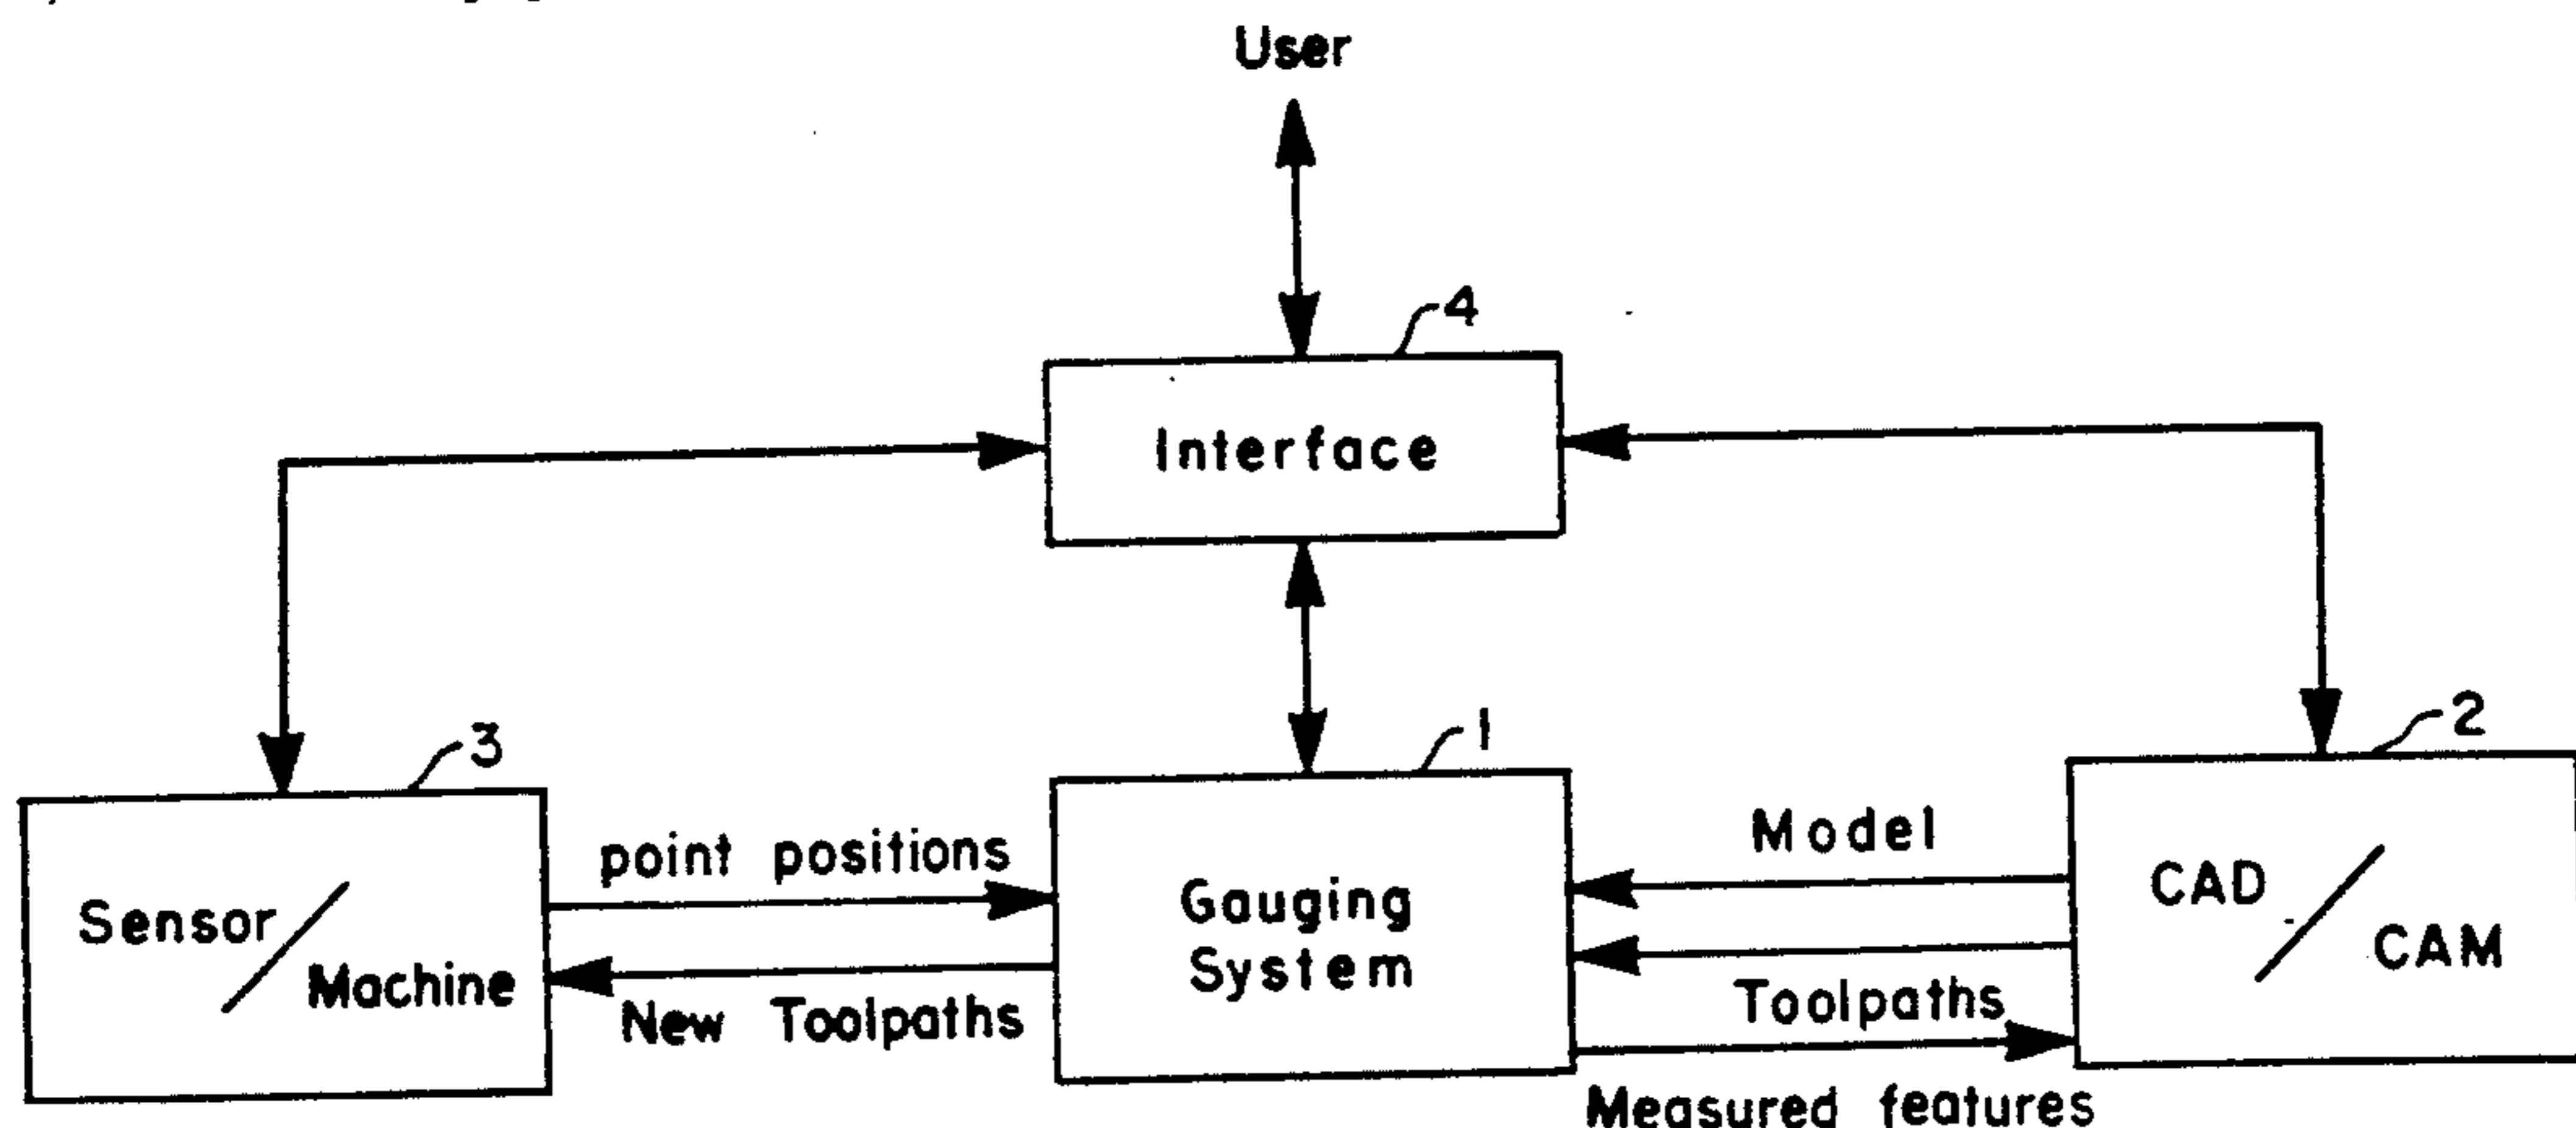 User
4
Interface
3
1
2
point positions
Model
Sensor/
Machine
Gauging
System
CAD/
CAM
New Toolpaths
Toolpaths
Measured features